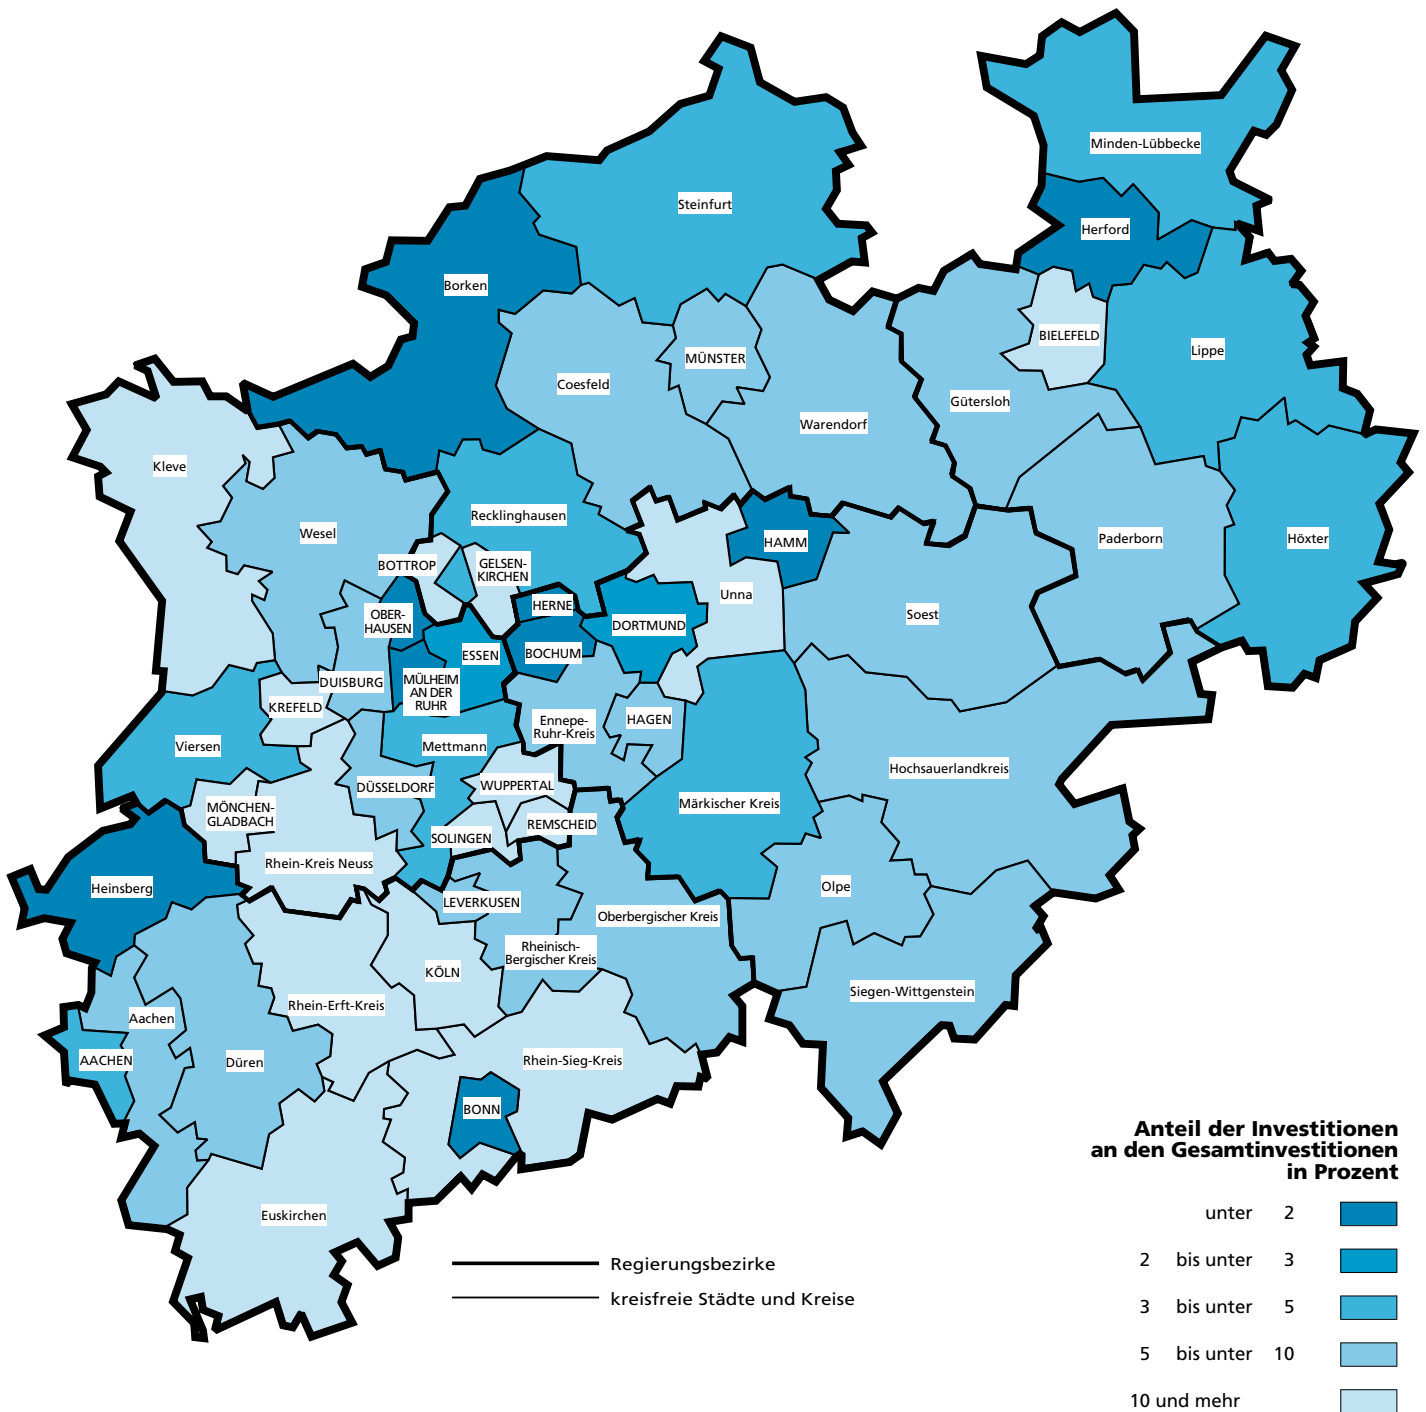 Minden-Lübbecke
Steinfurt
Herford
Borken
BIELEFELD
Lippe
MÜNSTER
Coesfeld
Gütersloh
Warendorf
Kleve
Recklinghausen
Wesel
HAMM
Paderborn
Höxter
BOTTROP
GELSEN-
KIRCHEN
Unna
HERNE
Soest
OBER-
HAUSEN
DORTMUND
ESSEN
BOCHUM
DUISBURG
MÜLHEIM
AN DER
RUHR
KREFELD
HAGEN
Ennepe-
Ruhr-Kreis
Viersen
Mettmann
Hochsauerlandkreis
DÜSSELDORF
WUPPERTAL
Märkischer Kreis
MÖNCHEN-
GLADBACH
REMSCHEID
SOLINGEN
Rhein-Kreis Neuss
Heinsberg
Olpe
LEVERKUSEN
Oberbergischer Kreis
Rheinisch-
Bergischer Kreis
KÖLN
Siegen-Wittgenstein
Rhein-Erft-Kreis
Aachen
AACHEN
Düren
Rhein-Sieg-Kreis
BONN
Euskirchen
Anteil der Investitionen
an den Gesamtinvestitionen
in Prozent
unter 2
2 bis unter 3
3 bis unter 5
5 bis unter 10
10 und mehr
Regierungsbezirke
kreisfreie Städte und Kreise